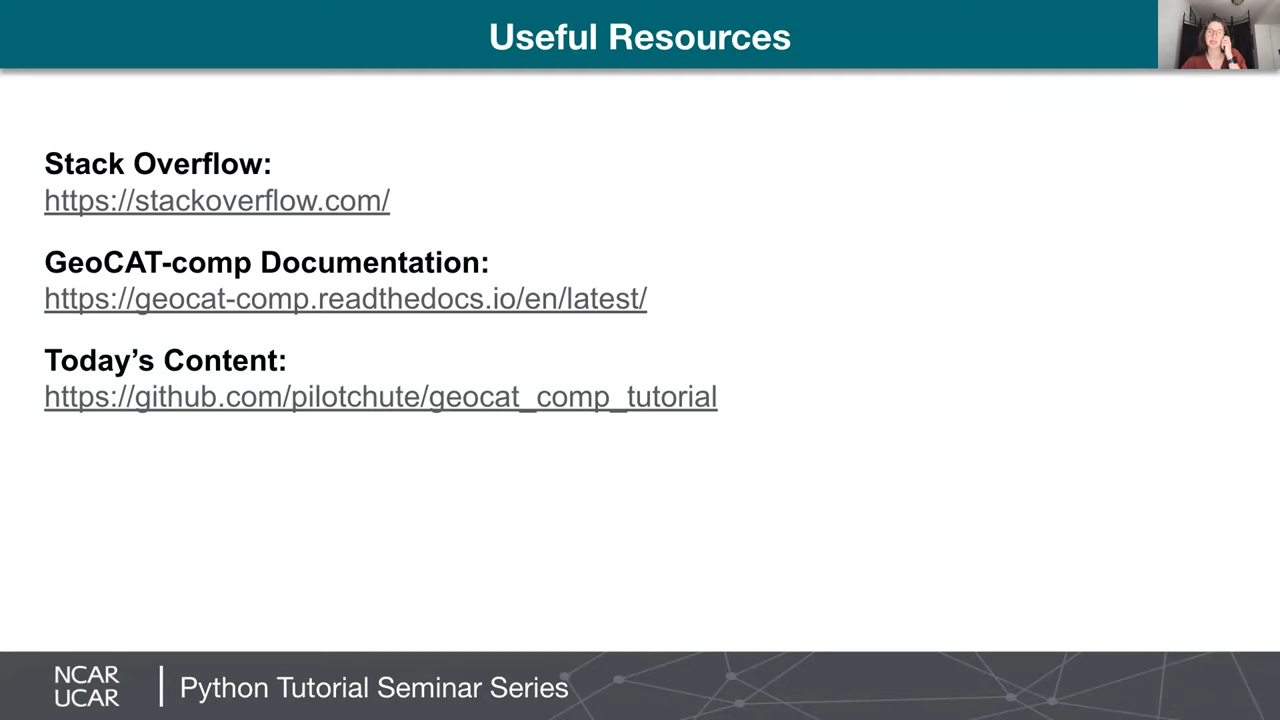 Useful Resources
Stack Overflow:
https://stackoverflow.com/
GeoCAT-comp Documentation:
https://geocat-comp.readthedocs.io/en/latest/
Today’s Content:
https://github.com/pilotchute/geocat_comp_tutorial
NCAR
UCAR
Python Tutorial Seminar Series